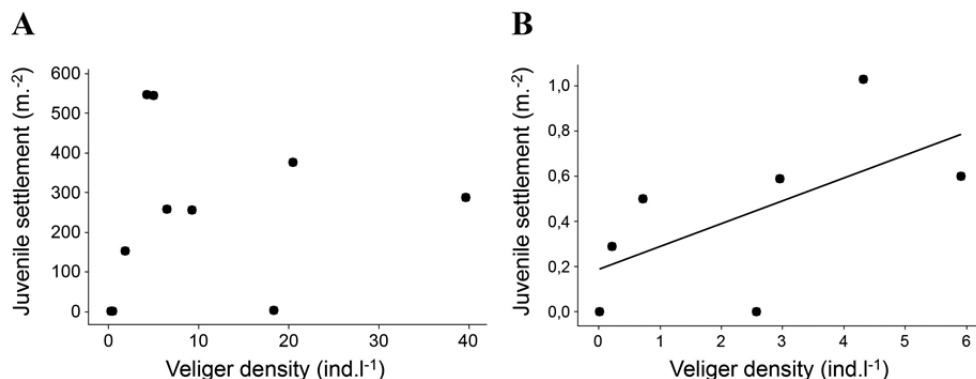 A
Juvenile settlement (m.⁻²)
600
500
400
300
200
100
0
0 10 20 30 40
Veliger density (ind.l⁻¹)
B
Juvenile settlement (m.⁻²)
1,0
0,8
0,6
0,4
0,2
0,0
0 1 2 3 4 5 6
Veliger density (ind.l⁻¹)